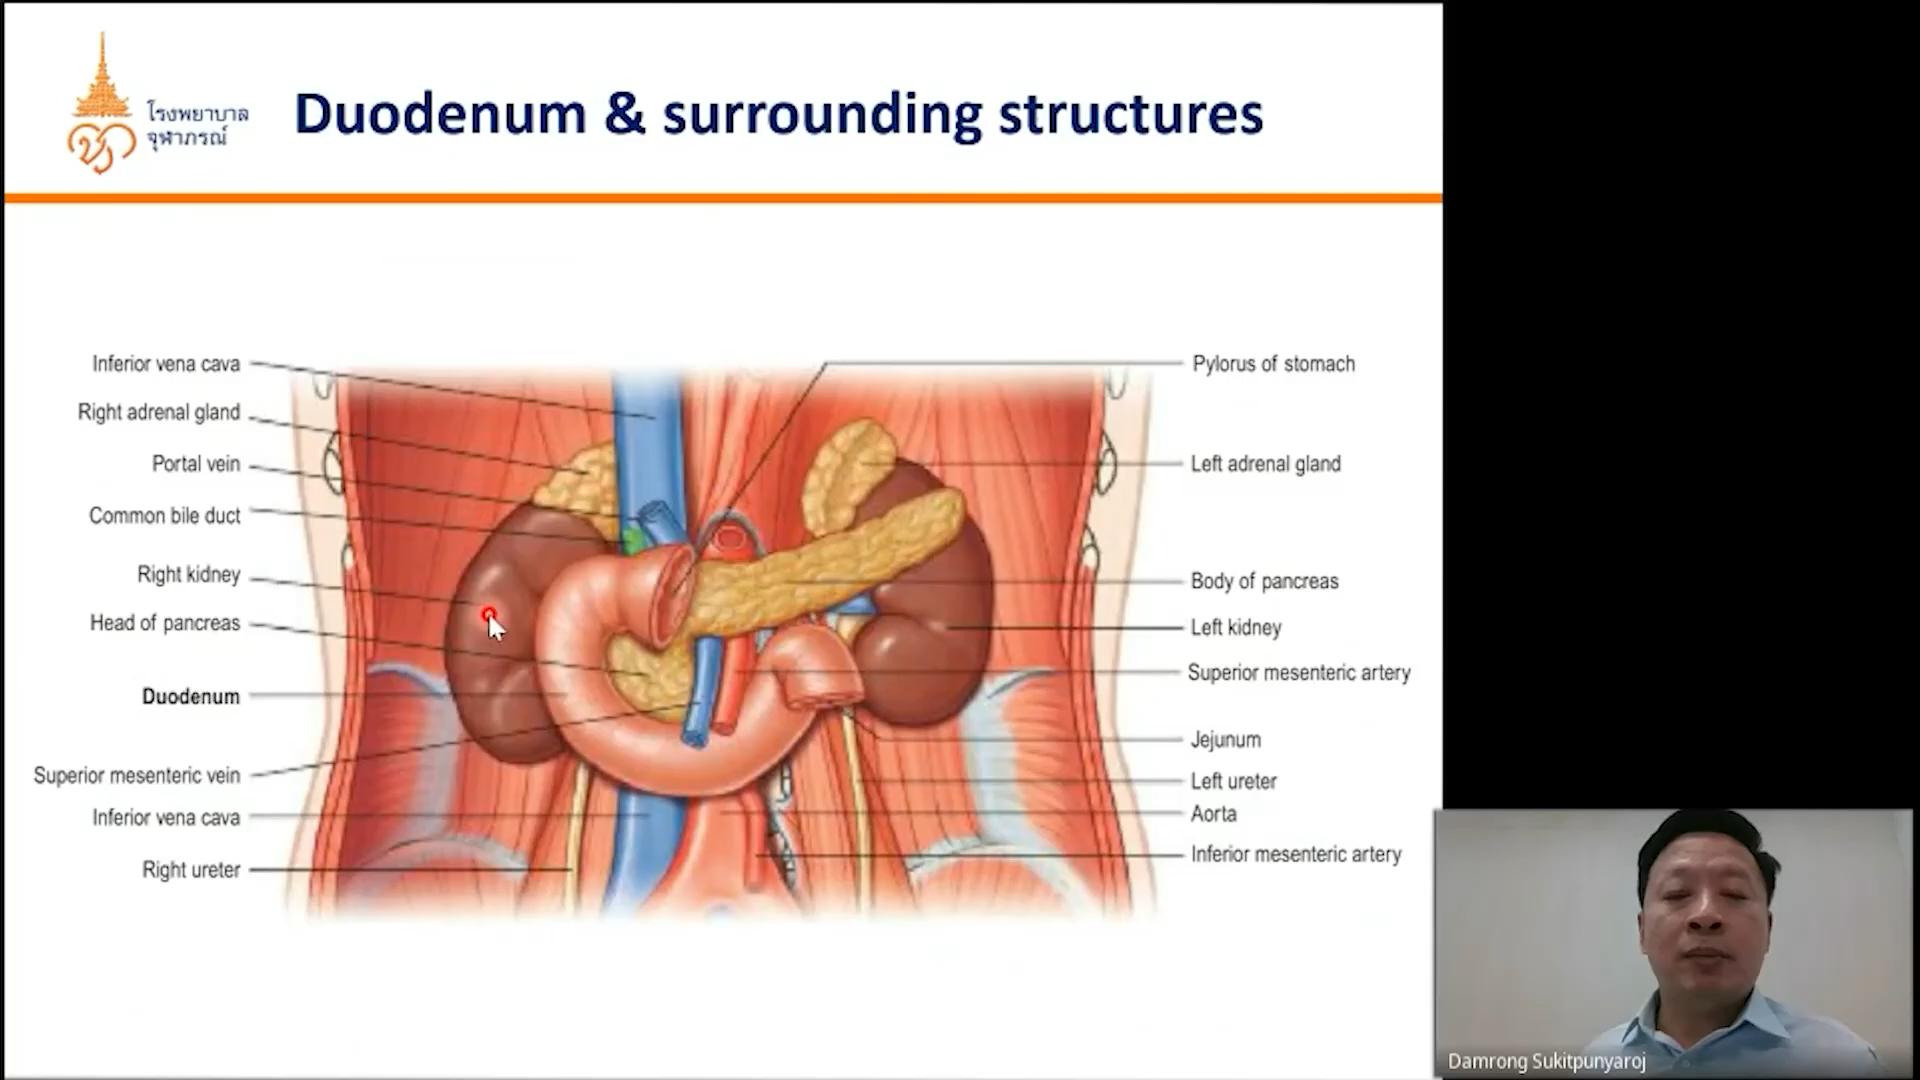 โรงพยาบาล
จุฬาภรณ์
Duodenum & surrounding structures
Inferior vena cava
Right adrenal gland
Portal vein
Common bile duct
Right kidney
Head of pancreas
Duodenum
Superior mesenteric vein
Inferior vena cava
Right ureter
Pylorus of stomach
Left adrenal gland
Body of pancreas
Left kidney
Superior mesenteric artery
Jejunum
Left ureter
Aorta
Inferior mesenteric artery
Damrong Sukitpunyaroj